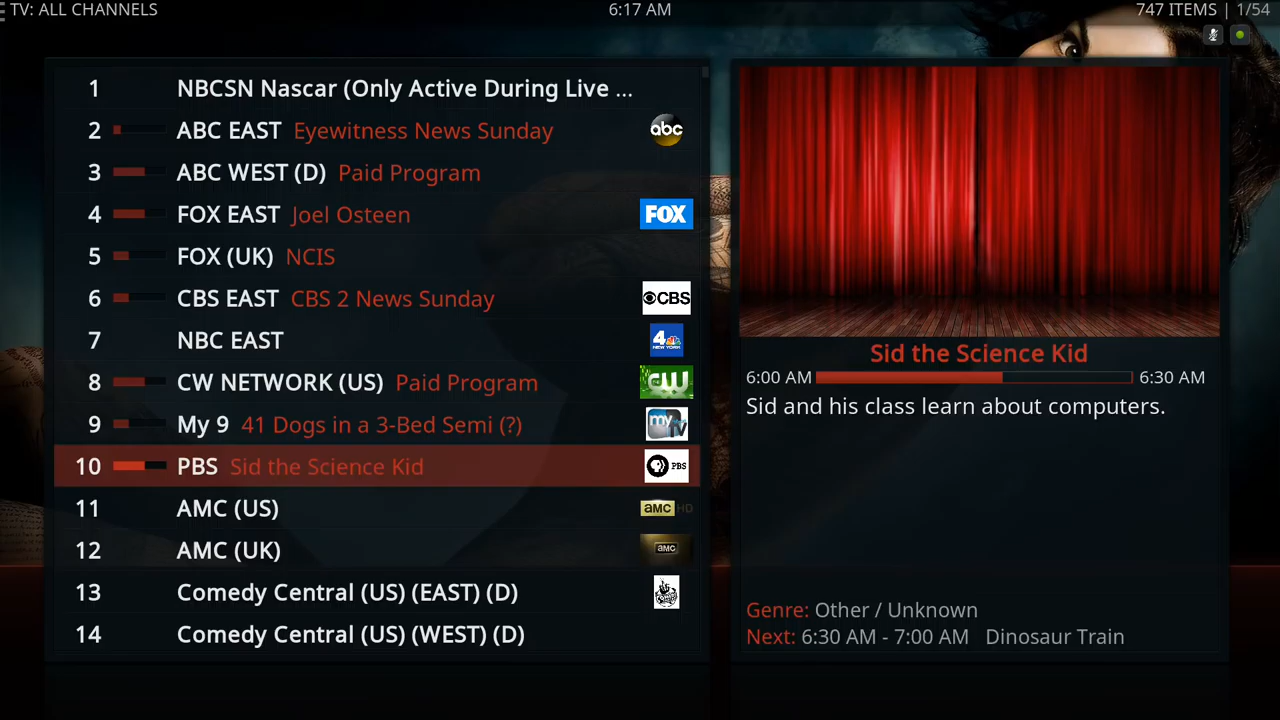 TV: ALL CHANNELS
6:17 AM
747 ITEMS | 1/54
1 NBCSN Nascar (Only Active During Live ...
2 ABC EAST Eyewitness News Sunday abc
3 ABC WEST (D) Paid Program
4 FOX EAST Joel Osteen FOX
5 FOX (UK) NCIS
6 CBS EAST CBS 2 News Sunday CBS
7 NBC EAST 4 NEW YORK
8 CW NETWORK (US) Paid Program CW
9 My 9 41 Dogs in a 3-Bed Semi (?) my tv
10 PBS Sid the Science Kid PBS
11 AMC (US) amc HD
12 AMC (UK) amc
13 Comedy Central (US) (EAST) (D)
14 Comedy Central (US) (WEST) (D)
Sid the Science Kid
6:00 AM 6:30 AM
Sid and his class learn about computers.
Genre: Other / Unknown
Next: 6:30 AM - 7:00 AM Dinosaur Train